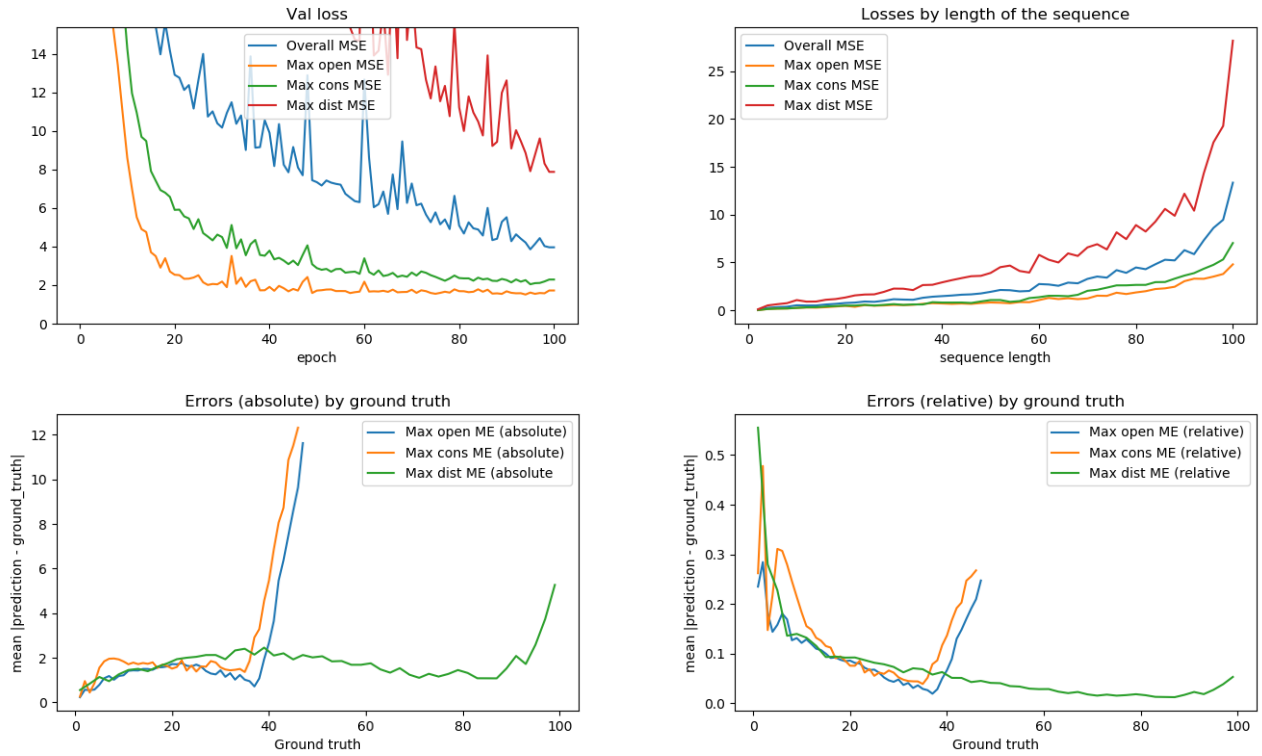 Val loss
Overall MSE
Max open MSE
Max cons MSE
Max dist MSE
14
12
10
8
6
4
2
0
0 20 40 60 80 100
epoch
Losses by length of the sequence
Overall MSE
Max open MSE
Max cons MSE
Max dist MSE
25
20
15
10
5
0
0 20 40 60 80 100
sequence length
Errors (absolute) by ground truth
Max open ME (absolute)
Max cons ME (absolute)
Max dist ME (absolute
mean |prediction - ground_truth|
12
10
8
6
4
2
0
0 20 40 60 80 100
Ground truth
Errors (relative) by ground truth
Max open ME (relative)
Max cons ME (relative)
Max dist ME (relative
mean |prediction - ground_truth|
0.5
0.4
0.3
0.2
0.1
0.0
0 20 40 60 80 100
Ground truth